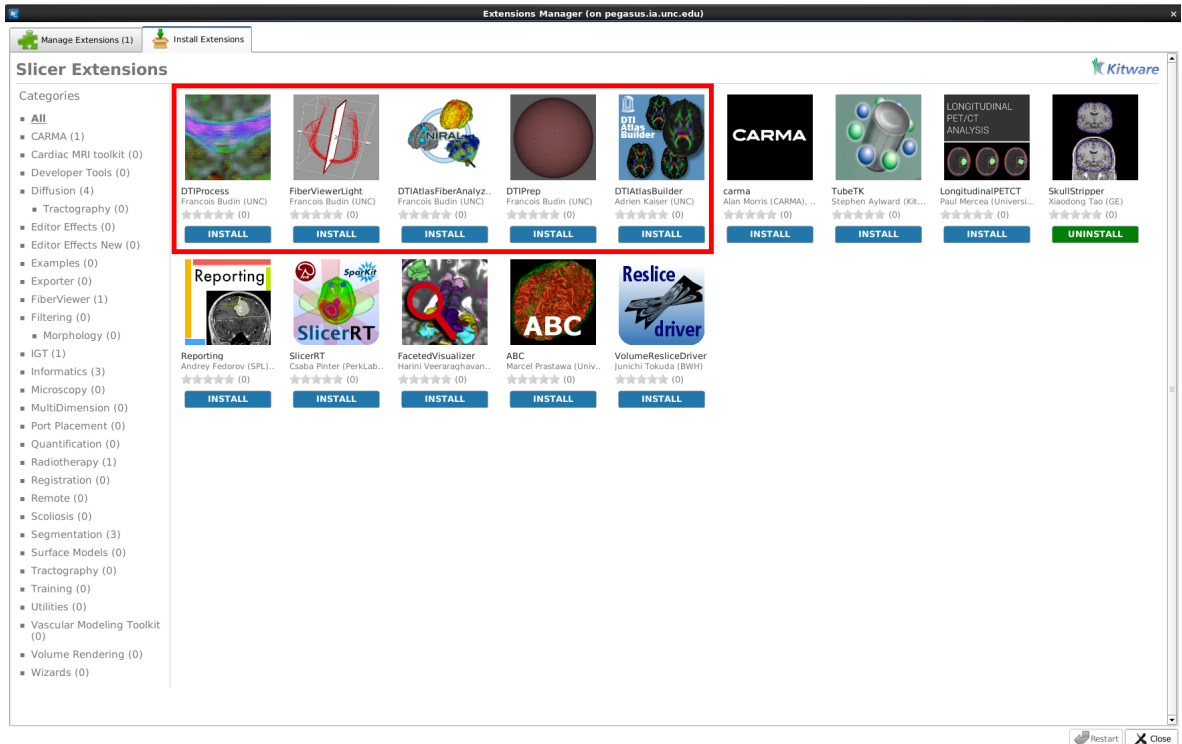 Extensions Manager (on pegasus.ia.unc.edu)
Manage Extensions (1)
Install Extensions
Slicer Extensions
Kitware
Categories
All
CARMA (1)
Cardiac MRI toolkit (0)
Developer Tools (0)
Diffusion (4)
Tractography (0)
Editor Effects (0)
Editor Effects New (0)
Examples (0)
Exporter (0)
FiberViewer (1)
Filtering (0)
Morphology (0)
IGT (1)
Informatics (3)
Microscopy (0)
MultiDimension (0)
Port Placement (0)
Quantification (0)
Radiotherapy (1)
Registration (0)
Remote (0)
Scoliosis (0)
Segmentation (3)
Surface Models (0)
Tractography (0)
Training (0)
Utilities (0)
Vascular Modeling Toolkit
(0)
Volume Rendering (0)
Wizards (0)
DTIProcess
Francois Budin (UNC)
(0)
INSTALL
FiberViewerLight
Francois Budin (UNC)
(0)
INSTALL
NIRAL
DTIAtlasFiberAnalyz..
Francois Budin (UNC)
(0)
INSTALL
DTIPrep
Francois Budin (UNC)
(0)
INSTALL
DTI
Atlas
Builder
DTIAtlasBuilder
Adrien Kaiser (UNC)
(0)
INSTALL
CARMA
carma
Alan Morris (CARMA), ..
(0)
INSTALL
TubeTK
Stephen Aylward (Kit...
(0)
INSTALL
LONGITUDINAL
PET/CT
ANALYSIS
LongitudinalPETCT
Paul Mercea (Universi...
(0)
INSTALL
SkullStripper
Xiaodong Tao (GE)
(0)
UNINSTALL
Reporting
Reporting
Andrey Fedorov (SPL)..
(0)
INSTALL
SparKit
SlicerRT
SlicerRT
Csaba Pinter (PerkLab..
(0)
INSTALL
FacetedVisualizer
Harini Veeraraghavan..
(0)
INSTALL
ABC
ABC
Marcel Prastawa (Univ..
(0)
INSTALL
Reslice
driver
VolumeResliceDriver
Junichi Tokuda (BWH)
(0)
INSTALL
Restart
Close